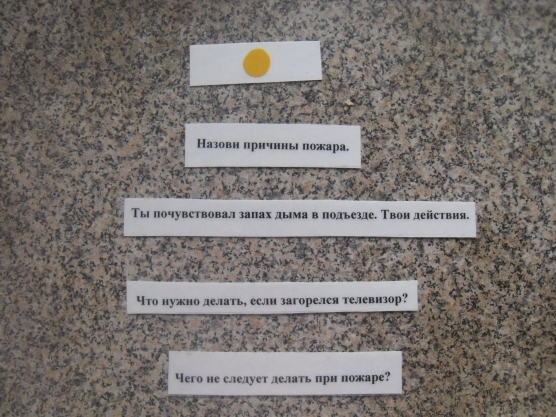 Назови причины пожара.
Ты почувствовал запах дыма в подъезде. Твои действия.
Что нужно делать, если загорелся телевизор?
Чего не следует делать при пожаре?